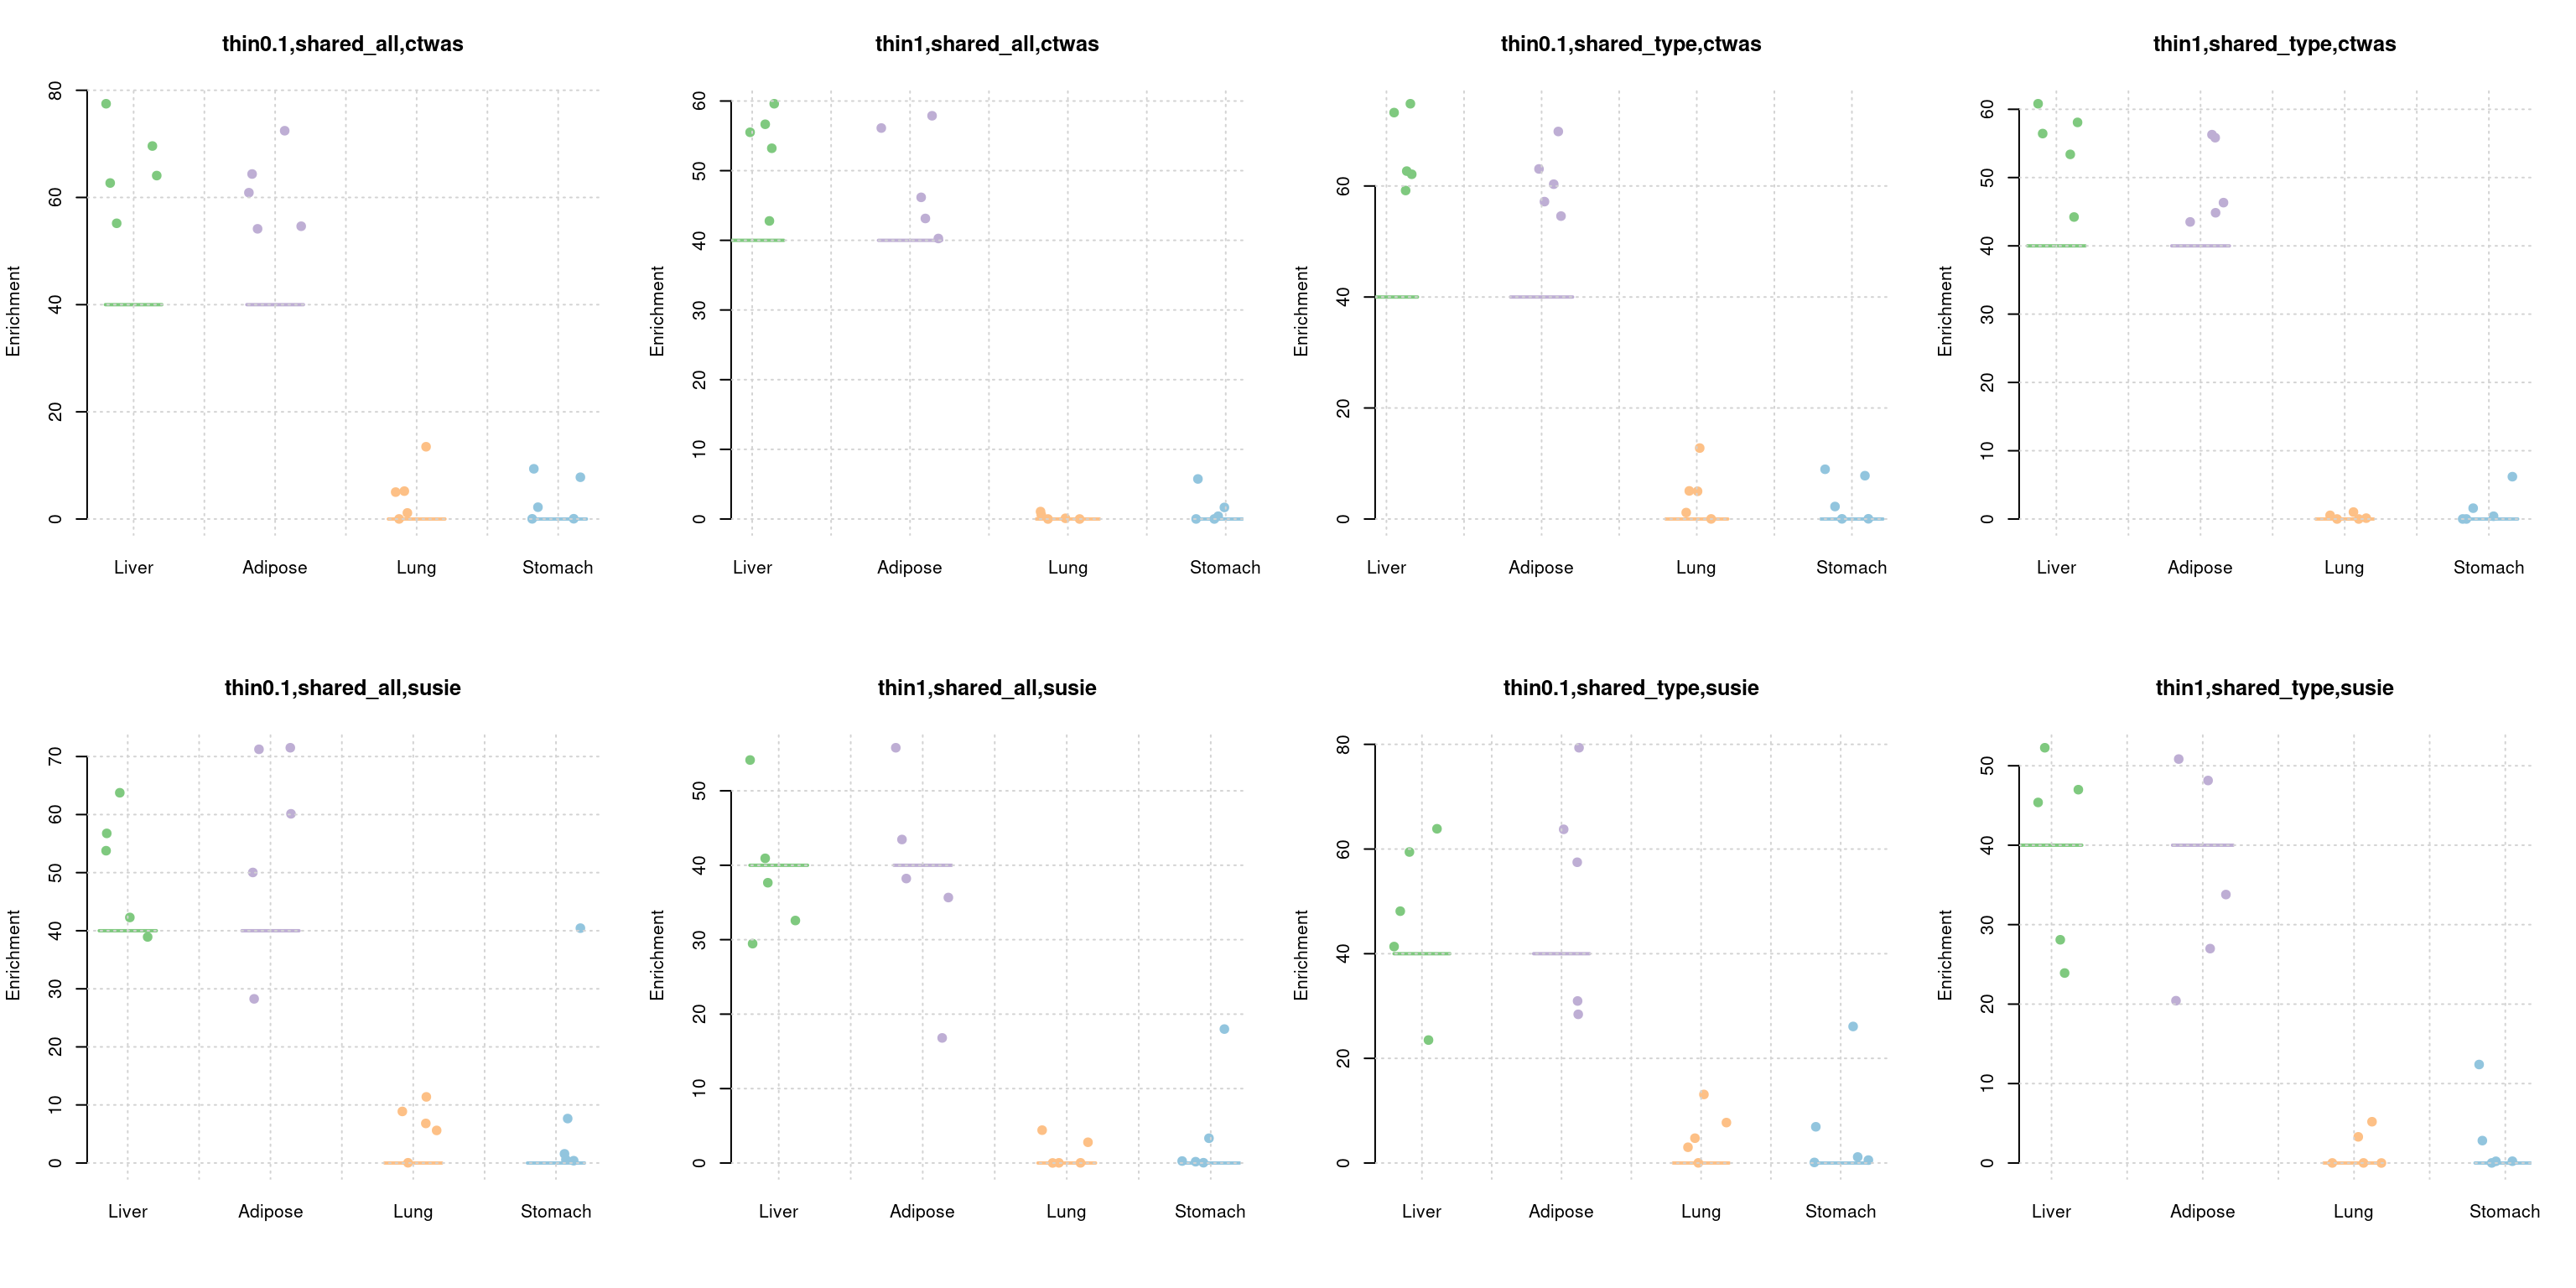 thin0.1,shared_all,ctwas
Enrichment
80
60
40
20
0
Liver Adipose Lung Stomach
thin1,shared_all,ctwas
Enrichment
60
50
40
30
20
10
0
Liver Adipose Lung Stomach
thin0.1,shared_type,ctwas
Enrichment
60
40
20
0
Liver Adipose Lung Stomach
thin1,shared_type,ctwas
Enrichment
60
50
40
30
20
10
0
Liver Adipose Lung Stomach
thin0.1,shared_all,susie
Enrichment
70
60
50
40
30
20
10
0
Liver Adipose Lung Stomach
thin1,shared_all,susie
Enrichment
50
40
30
20
10
0
Liver Adipose Lung Stomach
thin0.1,shared_type,susie
Enrichment
80
60
40
20
0
Liver Adipose Lung Stomach
thin1,shared_type,susie
Enrichment
50
40
30
20
10
0
Liver Adipose Lung Stomach